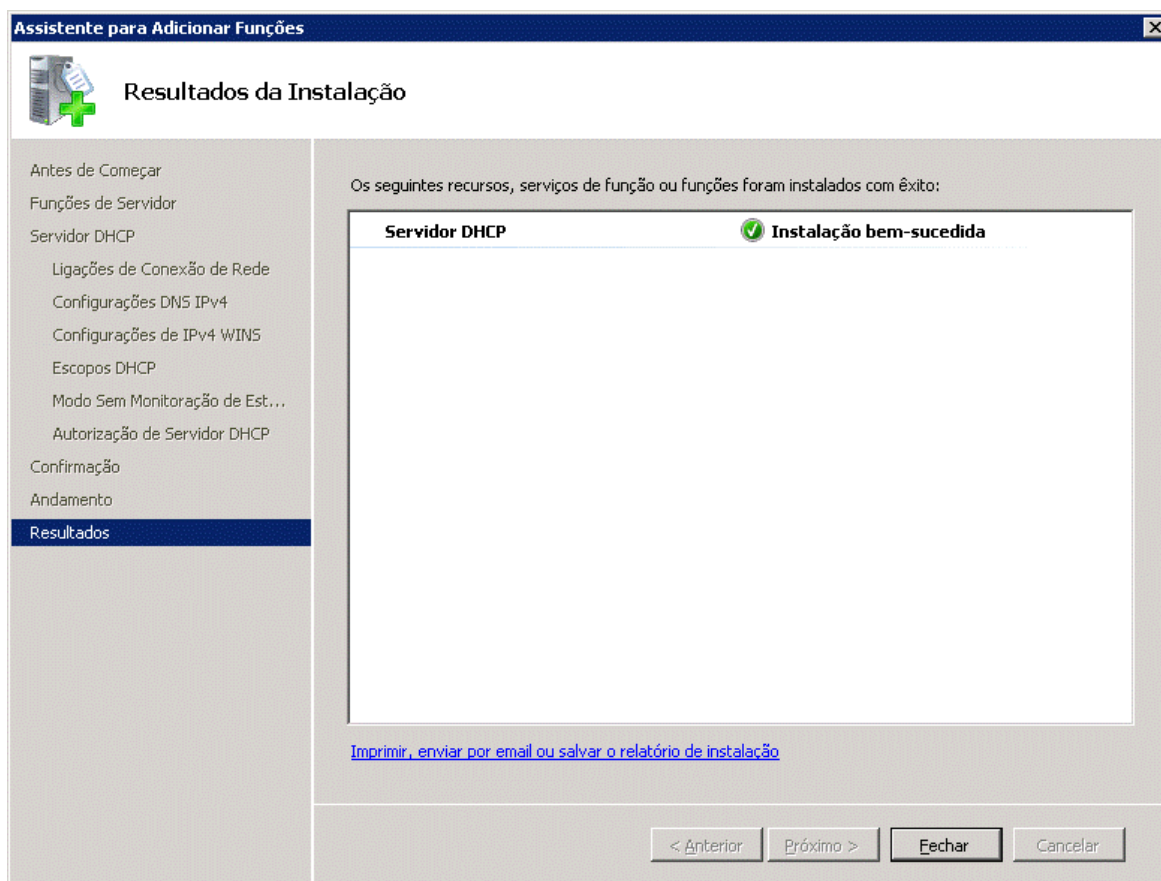 Assistente para Adicionar Funções
Resultados da Instalação
Antes de Começar
Funções de Servidor
Servidor DHCP
Ligações de Conexão de Rede
Configurações DNS IPv4
Configurações de IPv4 WINS
Escopos DHCP
Modo Sem Monitoração de Est...
Autorização de Servidor DHCP
Confirmação
Andamento
Resultados
Os seguintes recursos, serviços de função ou funções foram instalados com êxito:
Servidor DHCP Instalação bem-sucedida
Imprimir, enviar por email ou salvar o relatório de instalação
< Anterior Próximo > Fechar Cancelar